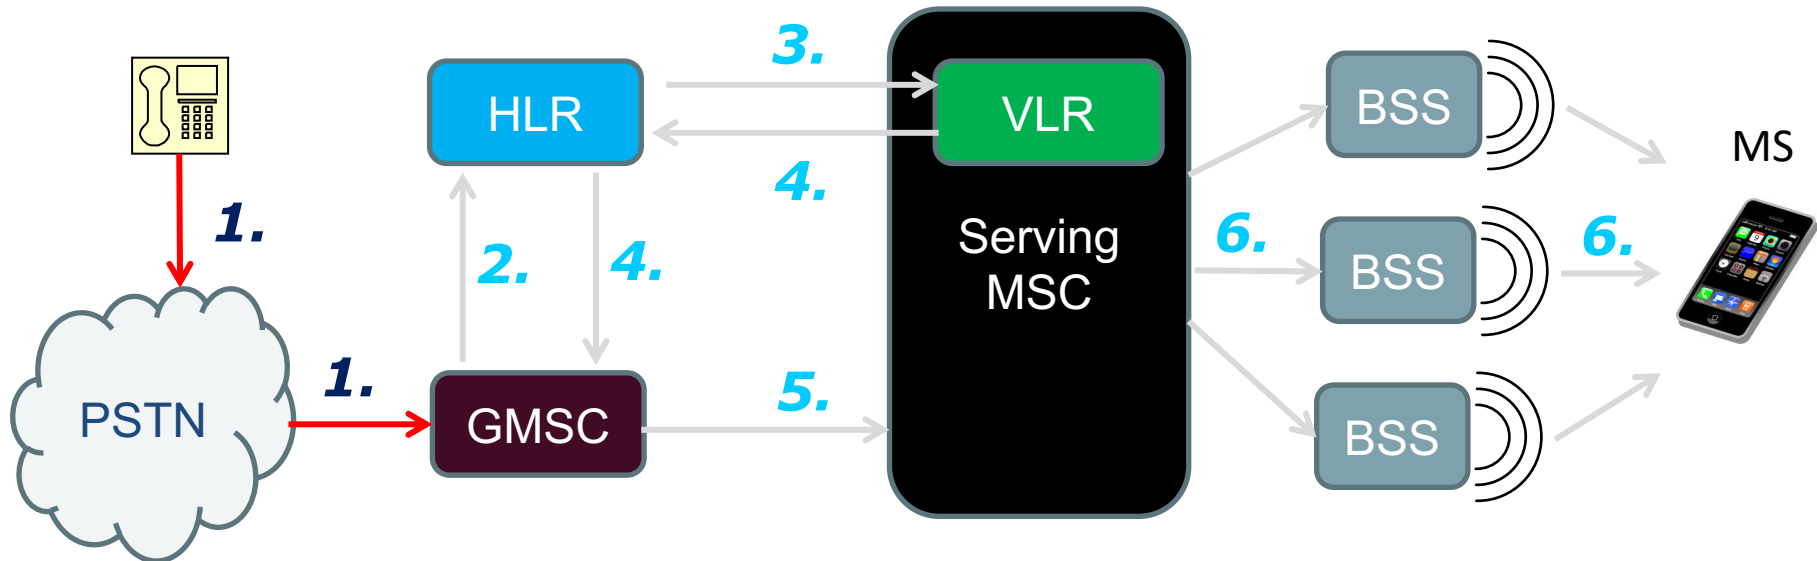 3.
HLR
VLR
BSS
MS
4.
1.
2.
4.
Serving
MSC
6.
BSS
6.
1.
PSTN
GMSC
5.
BSS